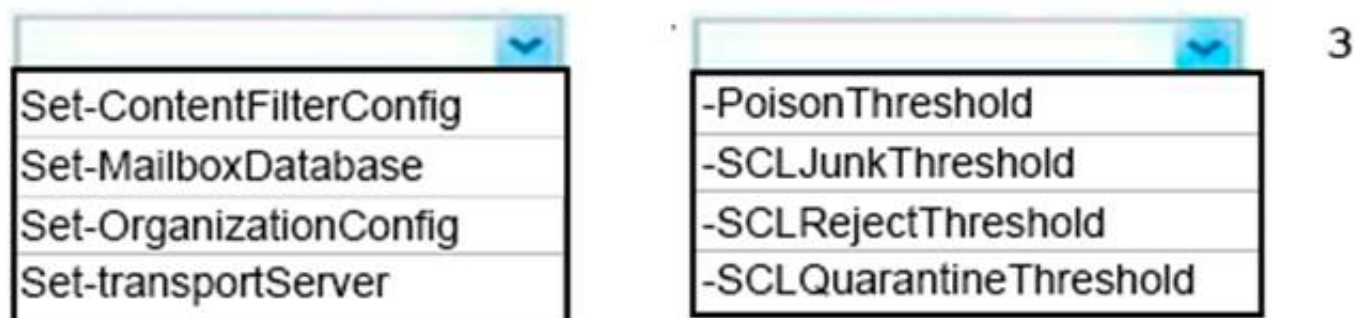 3
Set-ContentFilterConfig
Set-MailboxDatabase
Set-OrganizationConfig
Set-transportServer
-PoisonThreshold
-SCLJunkThreshold
-SCLRejectThreshold
-SCLQuarantineThreshold